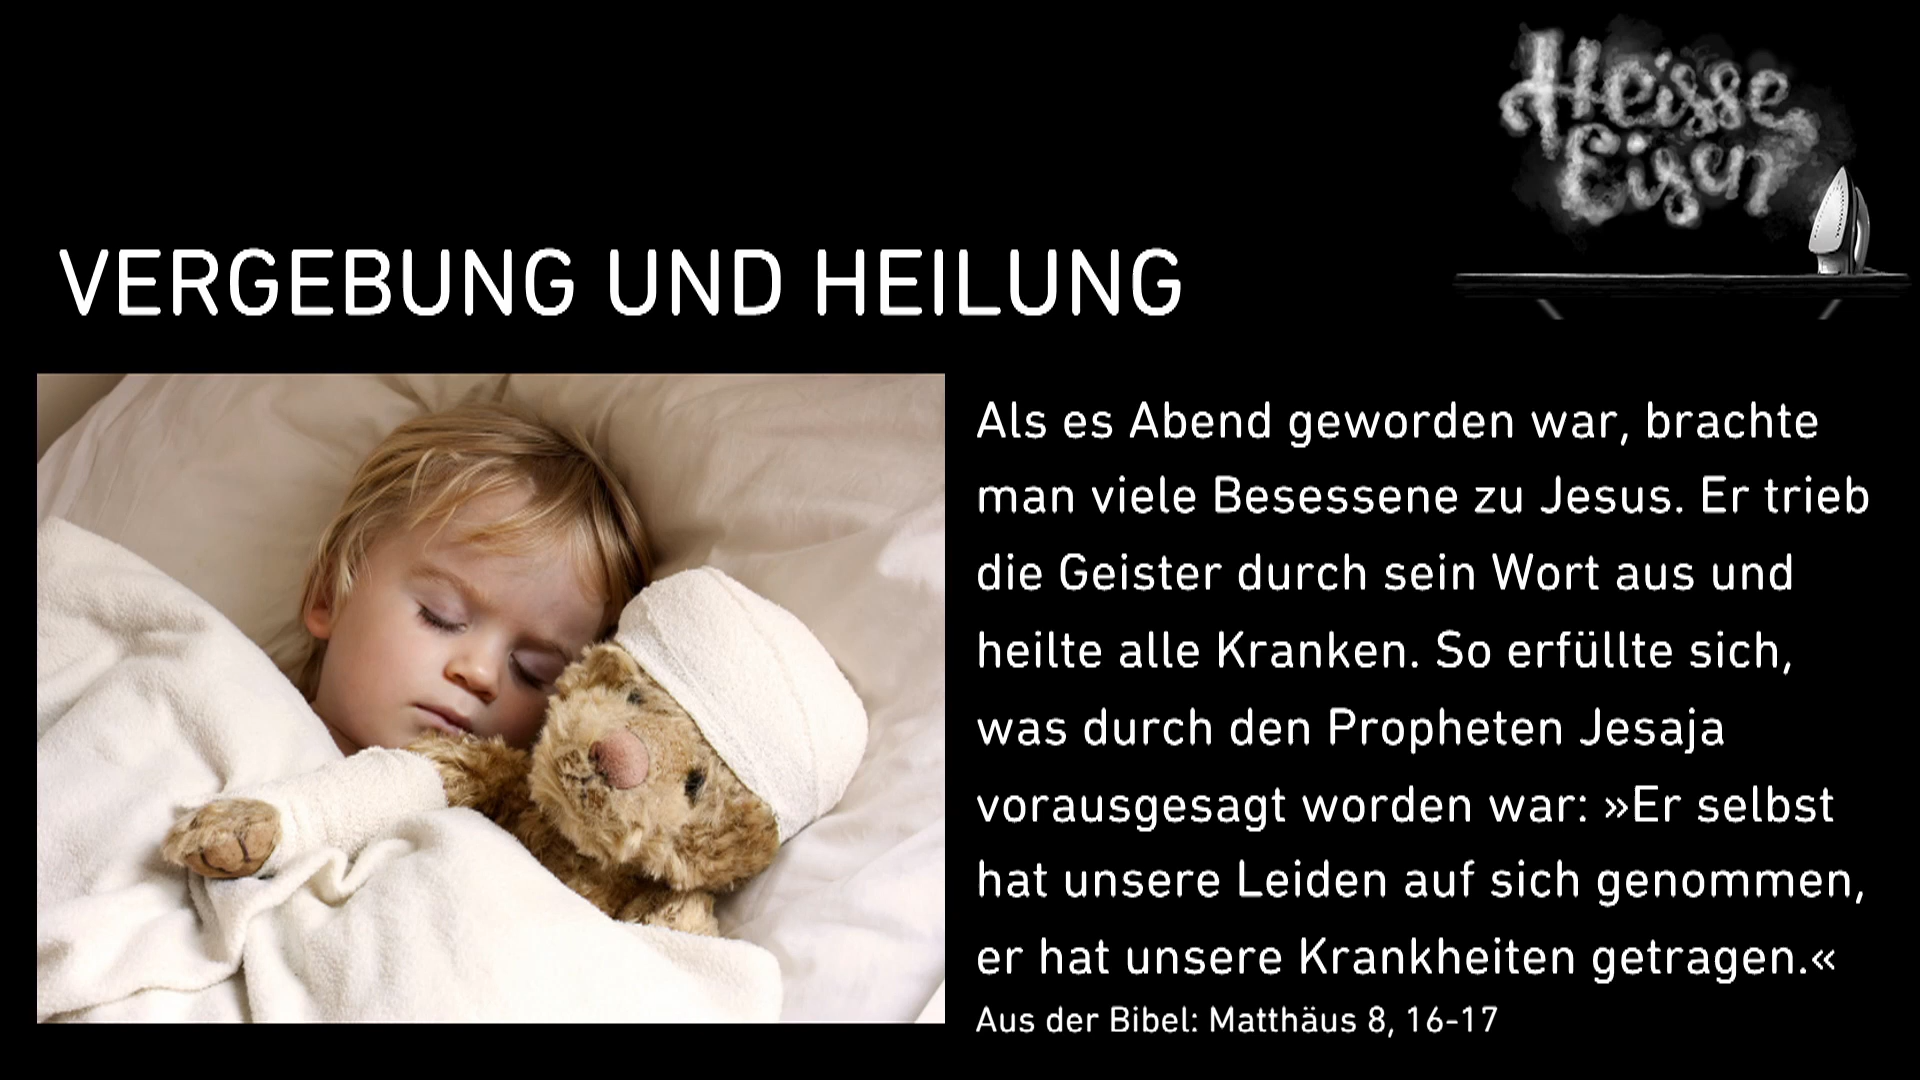 Heisse
Eisen
VERGEBUNG UND HEILUNG
Als es Abend geworden war, brachte
man viele Besessene zu Jesus. Er trieb
die Geister durch sein Wort aus und
heilte alle Kranken. So erfüllte sich,
was durch den Propheten Jesaja
vorausgesagt worden war: »Er selbst
hat unsere Leiden auf sich genommen,
er hat unsere Krankheiten getragen.«
Aus der Bibel: Matthäus 8, 16-17